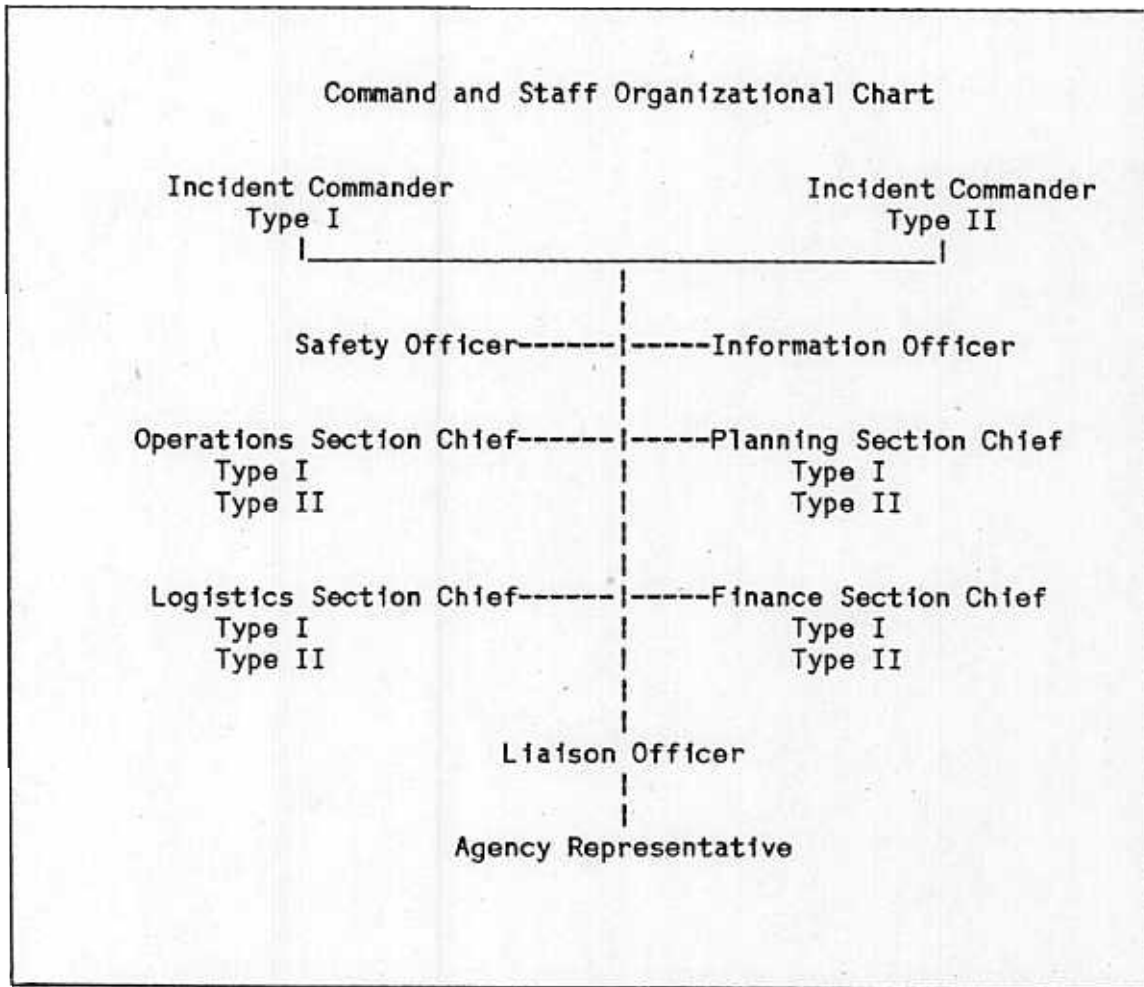 Command and Staff Organizational Chart
Incident Commander Incident Commander
Type I Type II
Safety Officer------|-----Information Officer
Operations Section Chief------|-----Planning Section Chief
Type I Type I
Type II Type II
Logistics Section Chief------|-----Finance Section Chief
Type I Type I
Type II Type II
Liaison Officer
Agency Representative